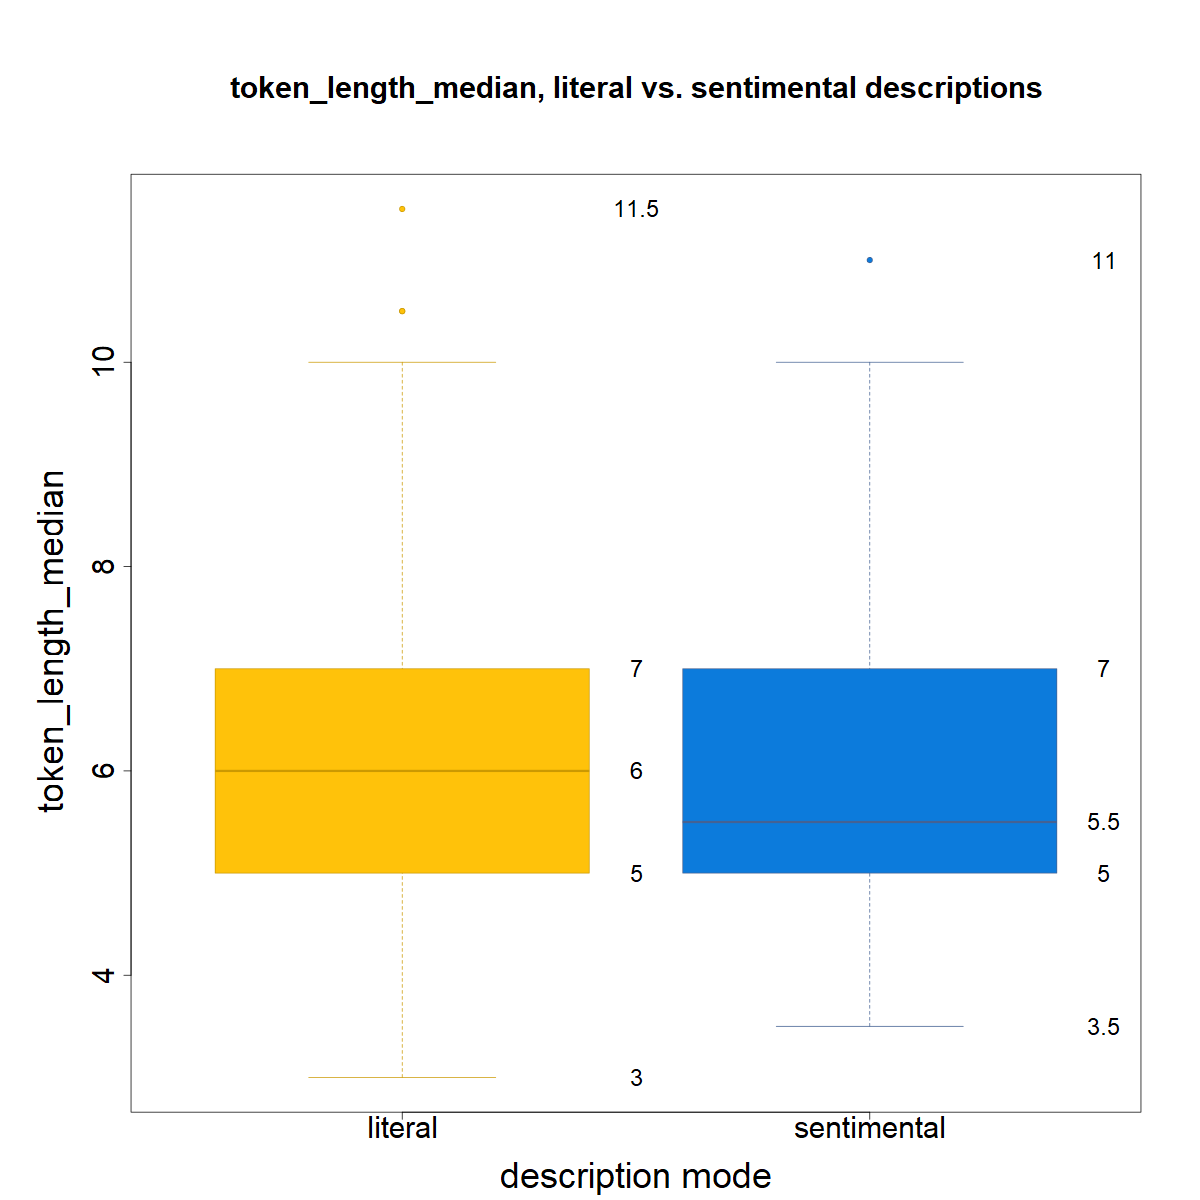 token_length_median, literal vs. sentimental descriptions
11.5
11
10
8
7
7
6
6
5.5
5
5
4
3.5
3
token_length_median
literal
sentimental
description mode